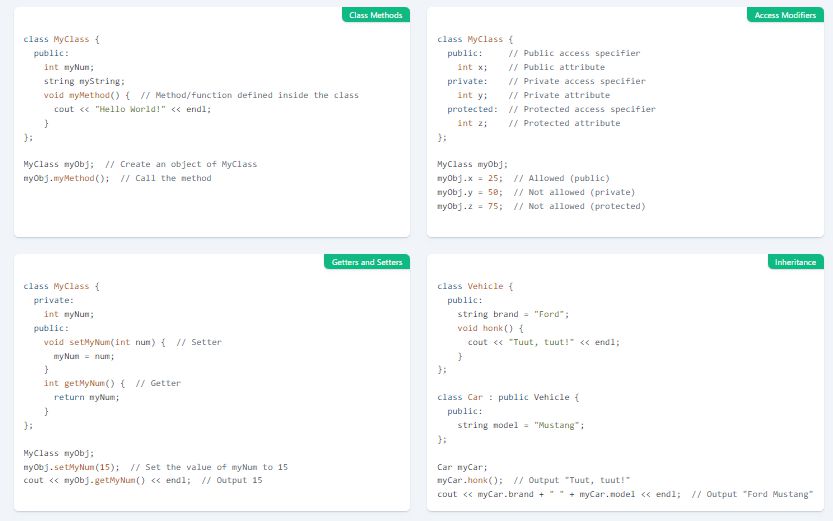 Class Methods
class MyClass {
  public:
    int myNum;
    string myString;
    void myMethod() {  // Method/function defined inside the class
      cout << "Hello World!" << endl;
    }
};

MyClass myObj;  // Create an object of MyClass
myObj.myMethod();  // Call the method

Access Modifiers
class MyClass {
  public:     // Public access specifier
    int x;    // Public attribute
  private:    // Private access specifier
    int y;    // Private attribute
  protected:  // Protected access specifier
    int z;    // Protected attribute
};

MyClass myObj;
myObj.x = 25;  // Allowed (public)
myObj.y = 50;  // Not allowed (private)
myObj.z = 75;  // Not allowed (protected)

Getters and Setters
class MyClass {
  private:
    int myNum;
  public:
    void setMyNum(int num) {  // Setter
      myNum = num;
    }
    int getMyNum() {  // Getter
      return myNum;
    }
};

MyClass myObj;
myObj.setMyNum(15);  // Set the value of myNum to 15
cout << myObj.getMyNum() << endl;  // Output 15

Inheritance
class Vehicle {
  public:
    string brand = "Ford";
    void honk() {
      cout << "Tuut, tuut!" << endl;
    }
};

class Car : public Vehicle {
  public:
    string model = "Mustang";
};

Car myCar;
myCar.honk();  // Output "Tuut, tuut!"
cout << myCar.brand + " " + myCar.model << endl;  // Output "Ford Mustang"